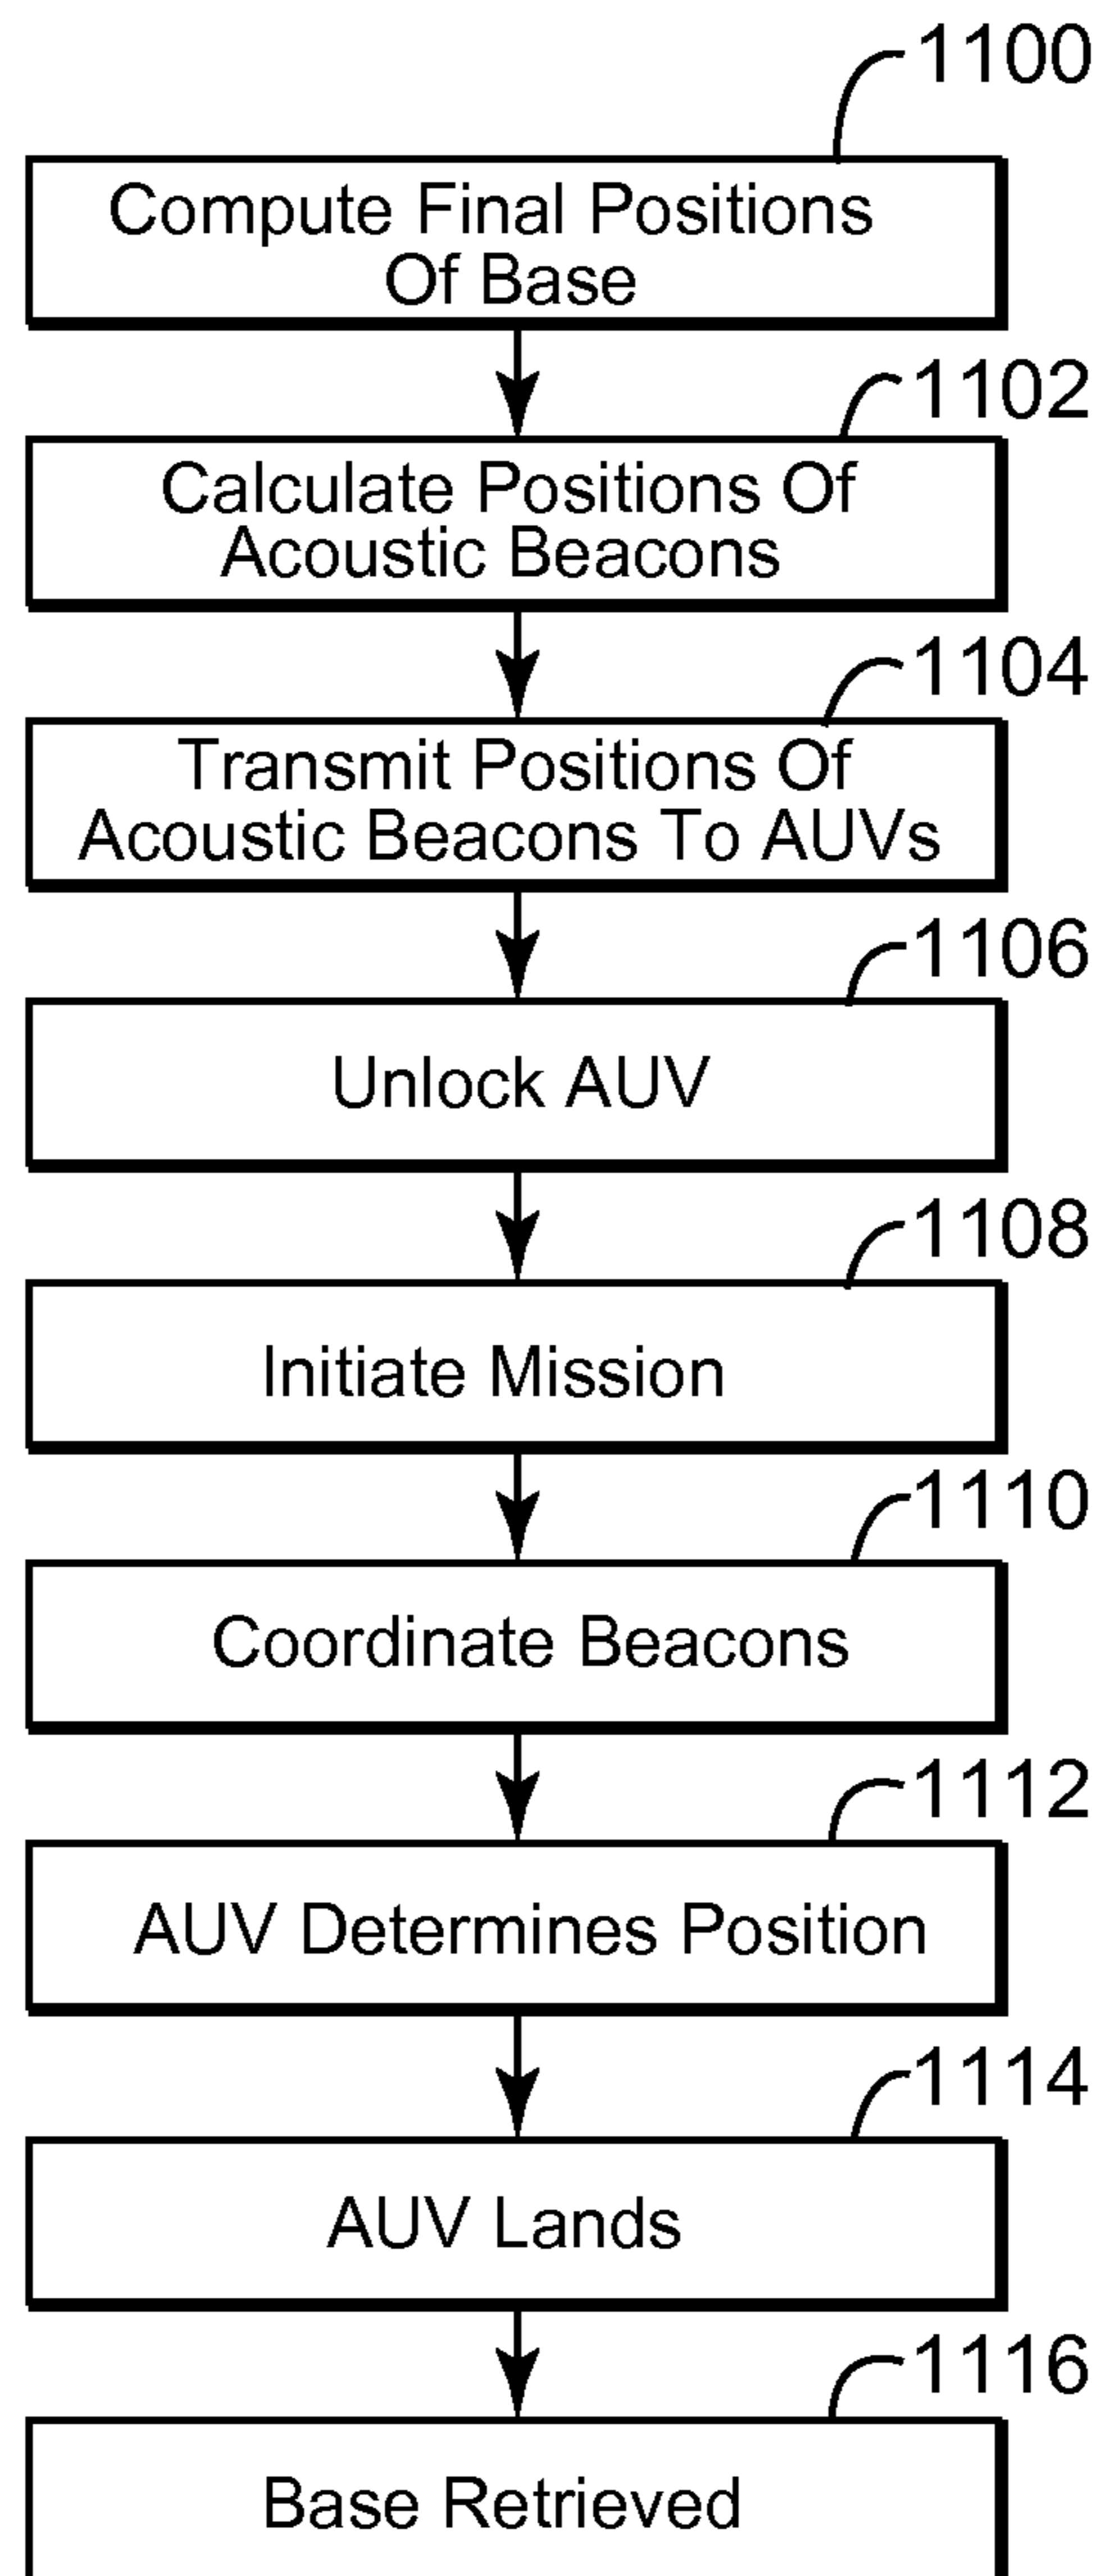 1100
Compute Final Positions
Of Base
1102
Calculate Positions Of
Acoustic Beacons
1104
Transmit Positions Of
Acoustic Beacons To AUVs
1106
Unlock AUV
1108
Initiate Mission
1110
Coordinate Beacons
1112
AUV Determines Position
1114
AUV Lands
1116
Base Retrieved